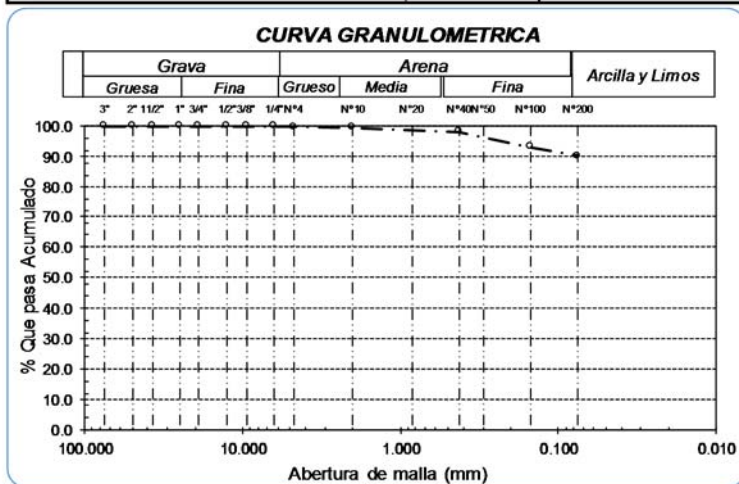 CURVA GRANULOMETRICA
Grava Arena Arcilla y Limos
Gruesa Fina Grueso Media Fina
3" 2" 11/2" 1" 3/4" 1/2"3/8" 1/4"N°4 N°10 N°20 N°40N°50 N°100 N°200
100.0
90.0
80.0
70.0
60.0
50.0
40.0
30.0
20.0
10.0
0.0
% Que pasa Acumulado
100.000 10.000 1.000 0.100 0.010
Abertura de malla (mm)